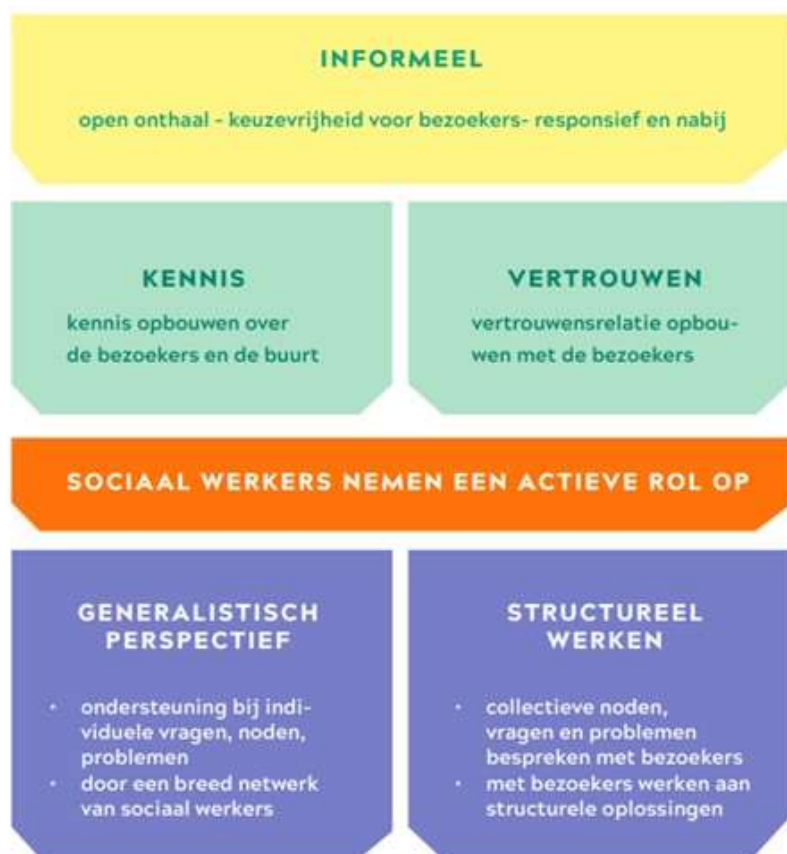 INFORMEEL
open onthaal - keuzevrijheid voor bezoekers- responsief en nabij
KENNIS
kennis opbouwen over
de bezoekers en de buurt
VERTROUWEN
vertrouwensrelatie opbou-
wen met de bezoekers
SOCIAAL WERKERS NEMEN EEN ACTIEVE ROL OP
GENERALISTISCH
PERSPECTIEF
• ondersteuning bij indi-
viduele vragen, noden,
problemen
• door een breed netwerk
van sociaal werkers
STRUCTUREEL
WERKEN
• collectieve noden,
vragen en problemen
bespreken met bezoekers
• met bezoekers werken aan
structurele oplossingen